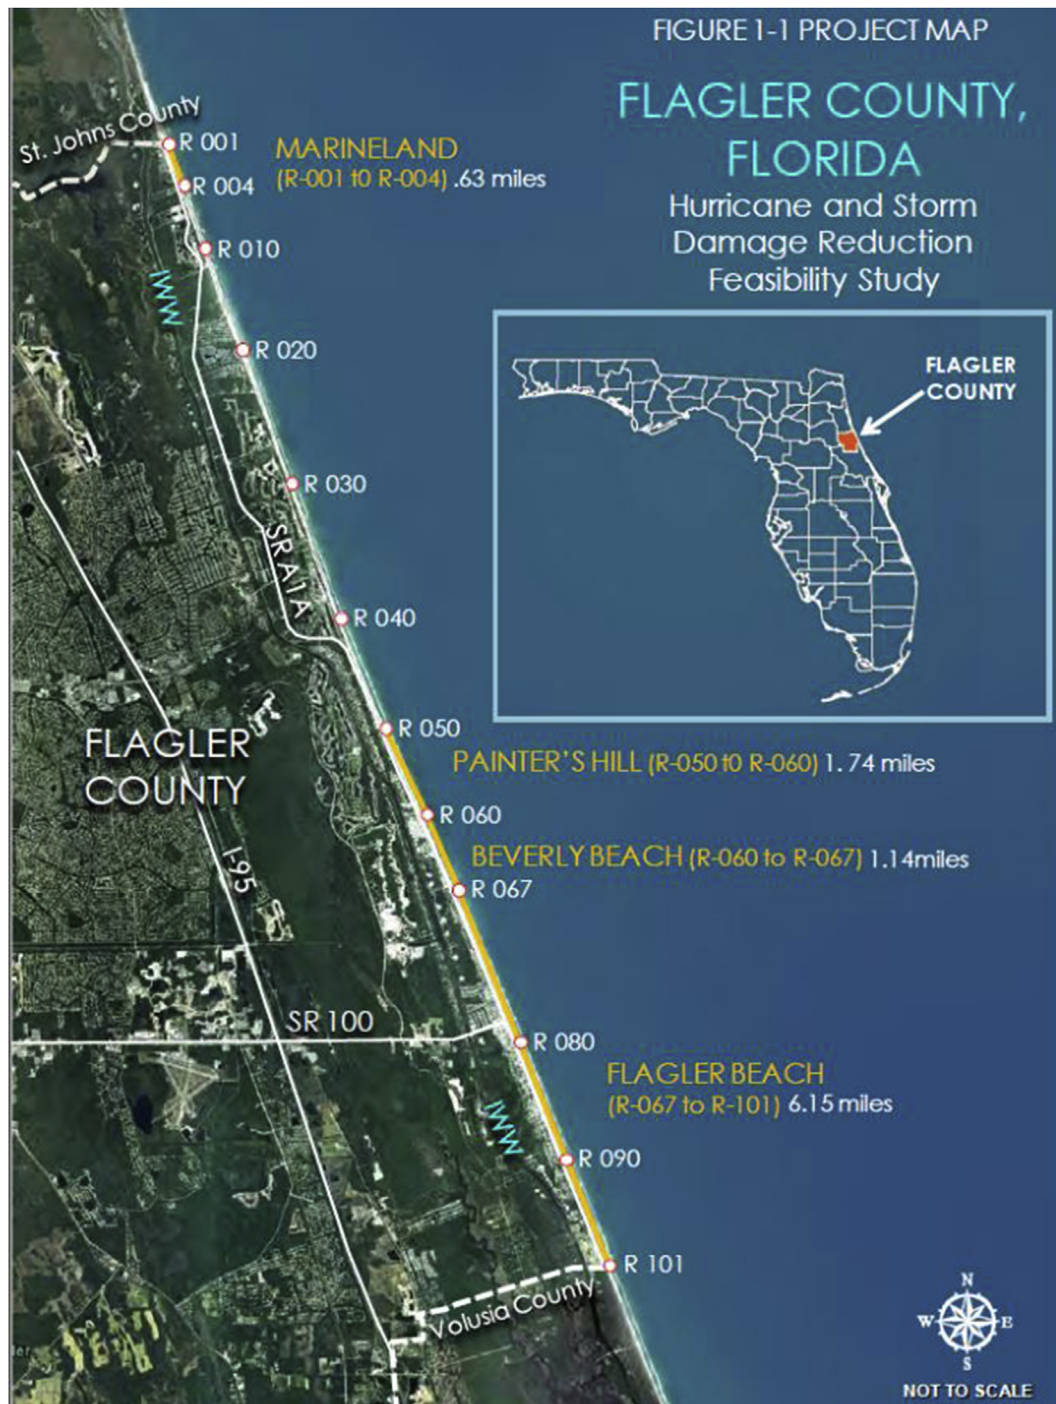 FIGURE 1-1 PROJECT MAP
FLAGLER COUNTY,
FLORIDA
Hurricane and Storm
Damage Reduction
Feasibility Study
St. Johns County
R 001
MARINELAND
(R-001 to R-004) .63 miles
R 004
R 010
IWW
R 020
FLAGLER
COUNTY
R 030
SR A1A
R 040
R 050
FLAGLER
COUNTY
PAINTER'S HILL (R-050 to R-060) 1. 74 miles
R 060
I-95
BEVERLY BEACH (R-060 to R-067) 1.14miles
R 067
SR 100
R 080
FLAGLER BEACH
(R-067 to R-101) 6.15 miles
IWW
R 090
R 101
Volusia County
N
W E
S
NOT TO SCALE